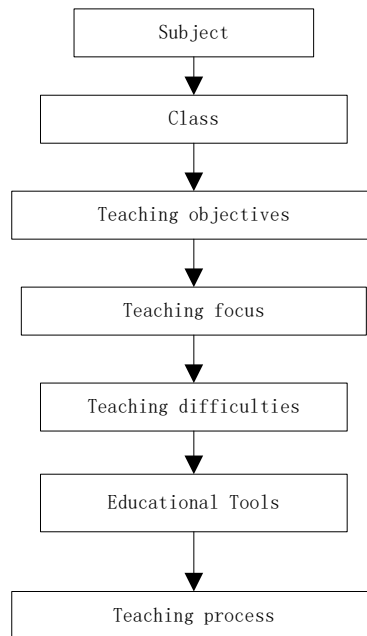 Subject
Class
Teaching objectives
Teaching focus
Teaching difficulties
Educational Tools
Teaching process